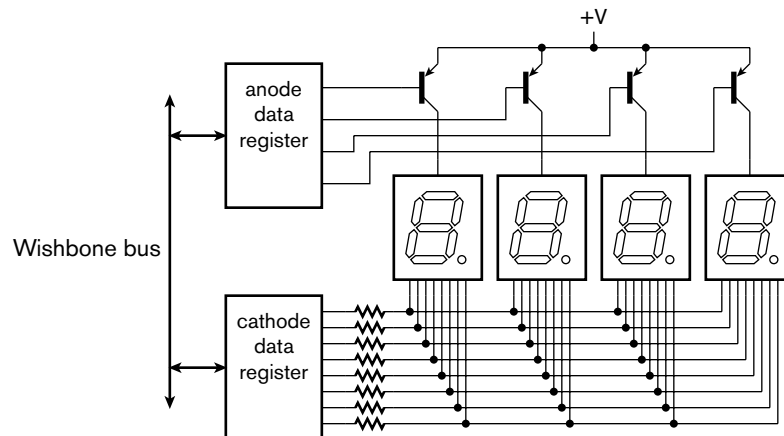 +V
anode
data
register
Wishbone bus
cathode
data
register